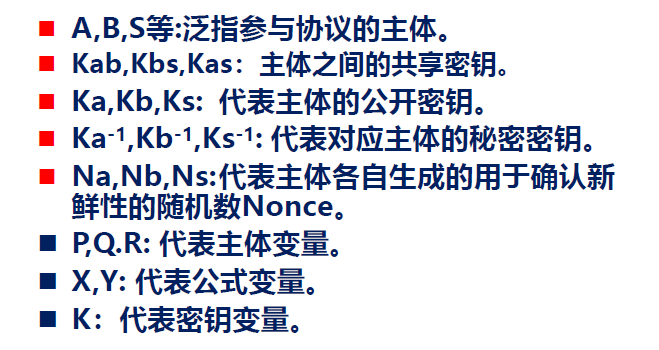 A,B,S等:泛指参与协议的主体。
Kab,Kbs,Kas：主体之间的共享密钥。
Ka,Kb,Ks: 代表主体的公开密钥。
Ka-1,Kb-1,Ks-1: 代表对应主体的秘密密钥。
Na,Nb,Ns:代表主体各自生成的用于确认新
鲜性的随机数Nonce。
P,Q.R: 代表主体变量。
X,Y: 代表公式变量。
K：代表密钥变量。